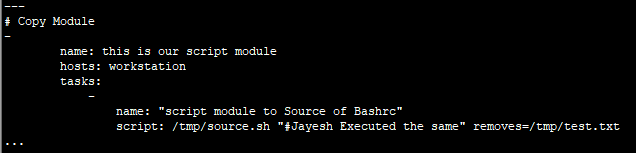 ---
# Copy Module
-
name: this is our script module
hosts: workstation
tasks:
-
name: "script module to Source of Bashrc"
script: /tmp/source.sh "#Jayesh Executed the same" removes=/tmp/test.txt
...